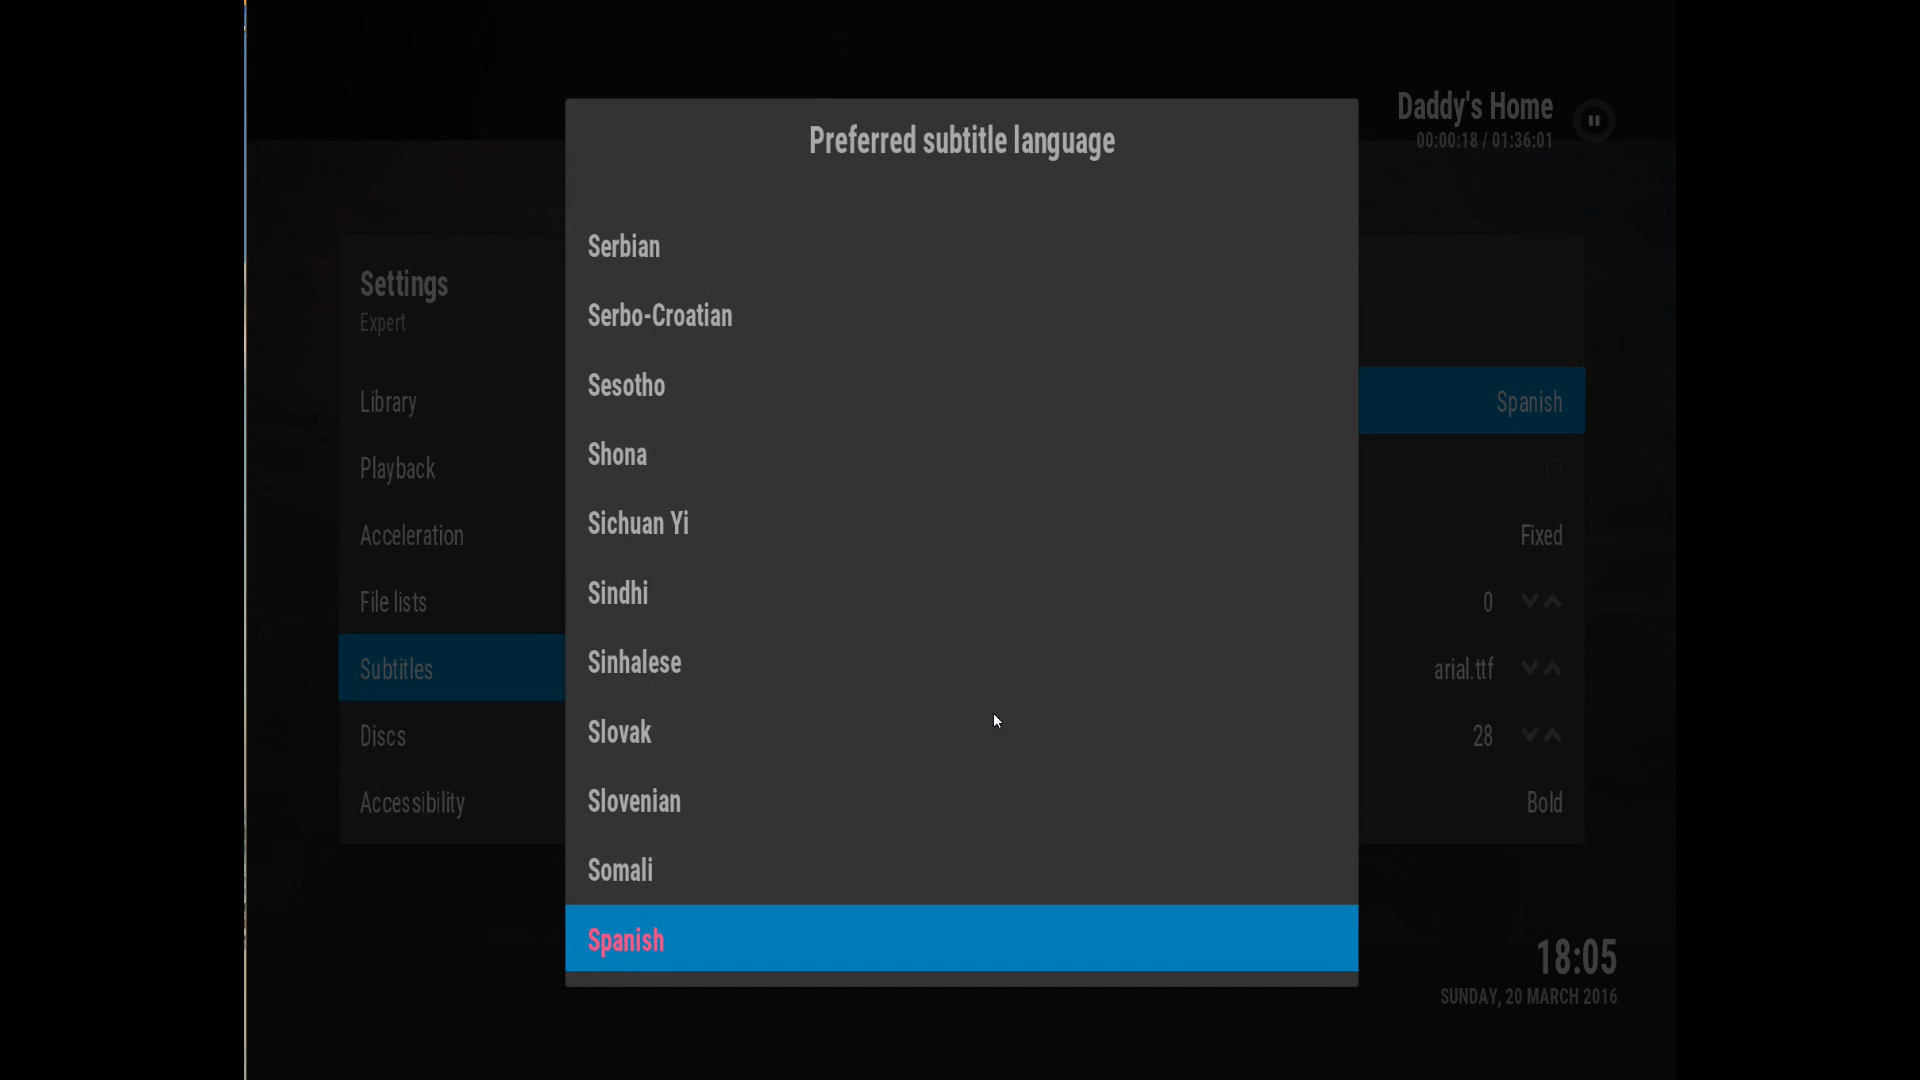 Daddy's Home
00:00:18 / 01:36:01
Preferred subtitle language
Serbian
Serbo-Croatian
Sesotho
Shona
Sichuan Yi
Sindhi
Sinhalese
Slovak
Slovenian
Somali
Spanish
Settings
Expert
Library
Playback
Acceleration
File lists
Subtitles
Discs
Accessibility
Spanish
Fixed
0
arial.ttf
28
Bold
18:05
SUNDAY, 20 MARCH 2016